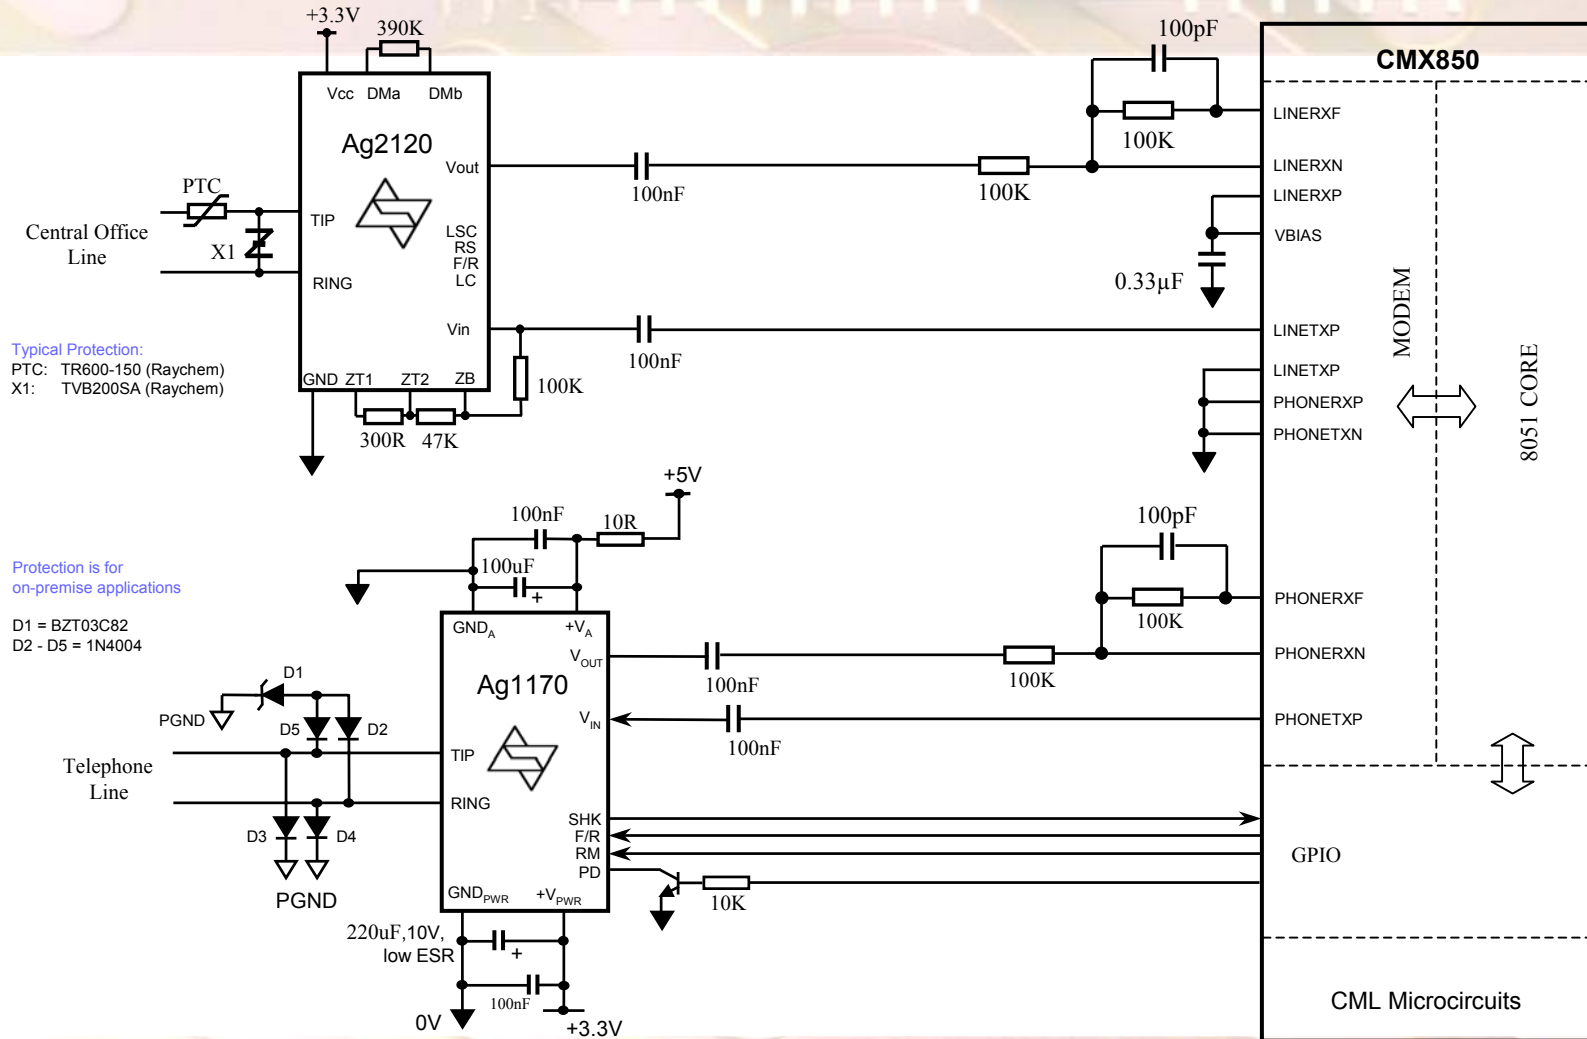 +3.3V
390K
Vcc DMa DMb
Ag2120
Vout
LSC
RS
F/R
LC
Vin
TIP
RING
GND ZT1 ZT2 ZB
PTC
X1
Central Office
Line
Typical Protection:
PTC: TR600-150 (Raychem)
X1: TVB200SA (Raychem)
300R 47K
100K
100nF
100nF
100K
100pF
100K
0.33µF
CMX850
LINERXF
LINERXN
LINERXP
VBIAS
LINETXP
LINETXP
PHONERXP
PHONETXN
MODEM
8051 CORE
+5V
100nF
10R
100uF
+
Protection is for
on-premise applications
D1 = BZT03C82
D2 - D5 = 1N4004
GNDA +VA
VOUT
Ag1170
VIN
TIP
RING
SHK
F/R
RM
PD
GNDPWR +VPWR
D1
PGND
D5 D2
Telephone
Line
D3 D4
PGND
100nF
100nF
100K
100pF
100K
PHONERXF
PHONERXN
PHONETXP
GPIO
10K
220uF,10V,
low ESR
+
100nF
0V
+3.3V
CML Microcircuits